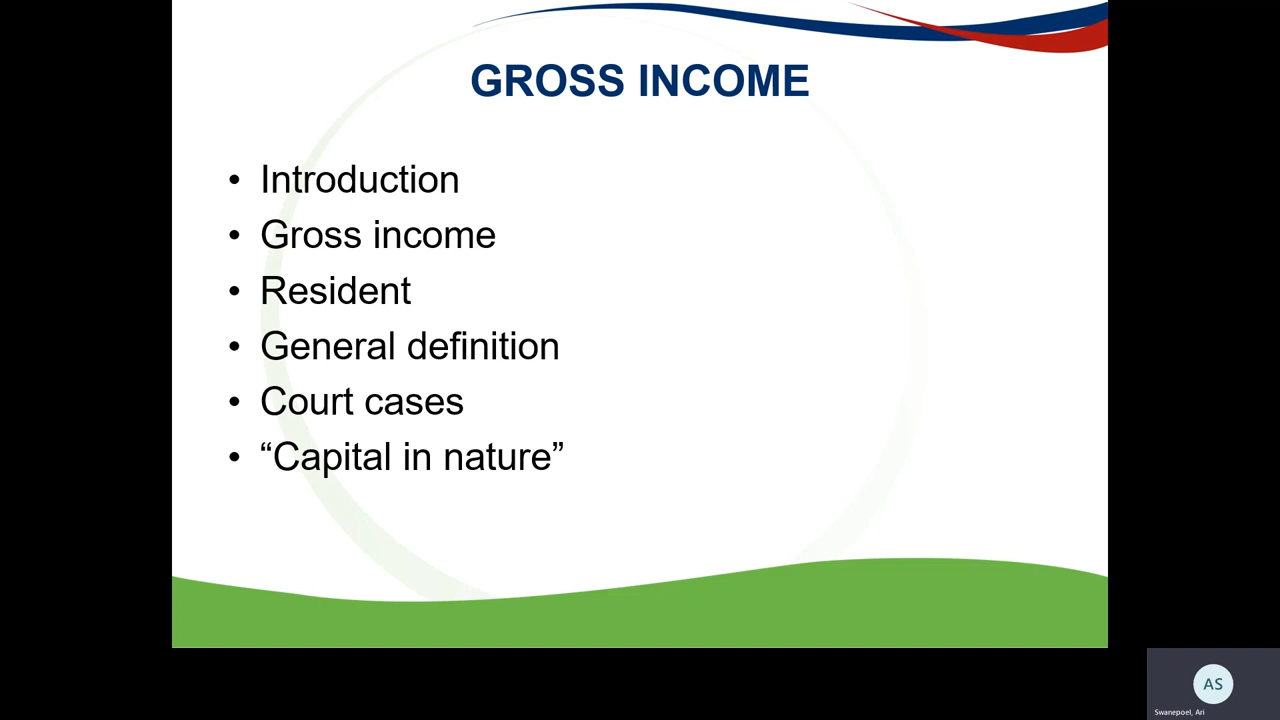 GROSS INCOME
• Introduction
• Gross income
• Resident
• General definition
• Court cases
• “Capital in nature”
AS
Swanepoel, Ari